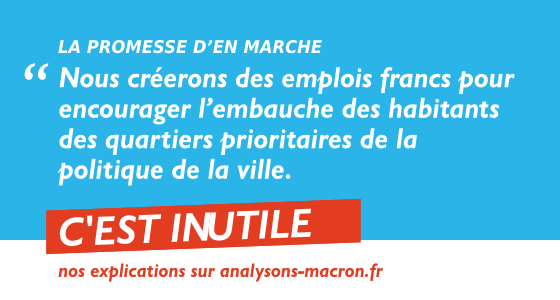 LA PROMESSE D'EN MARCHE
“ Nous créerons des emplois francs pour
encourager l'embauche des habitants
des quartiers prioritaires de la
politique de la ville.
C'EST INUTILE
nos explications sur analysons-macron.fr